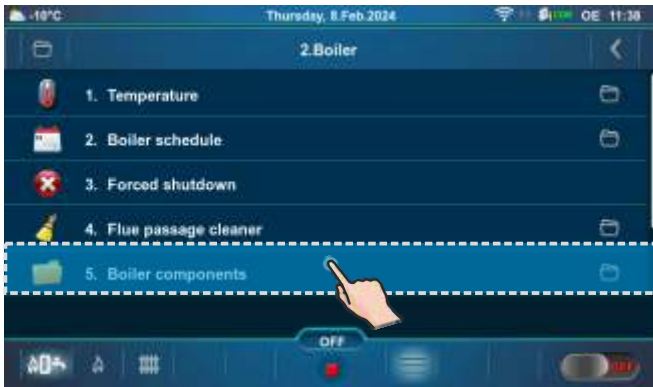 -10°C Thursday, 8.Feb.2024 OE 11:38
2.Boiler
1. Temperature
2. Boiler schedule
3. Forced shutdown
4. Flue passage cleaner
5. Boiler components
OFF
OFF